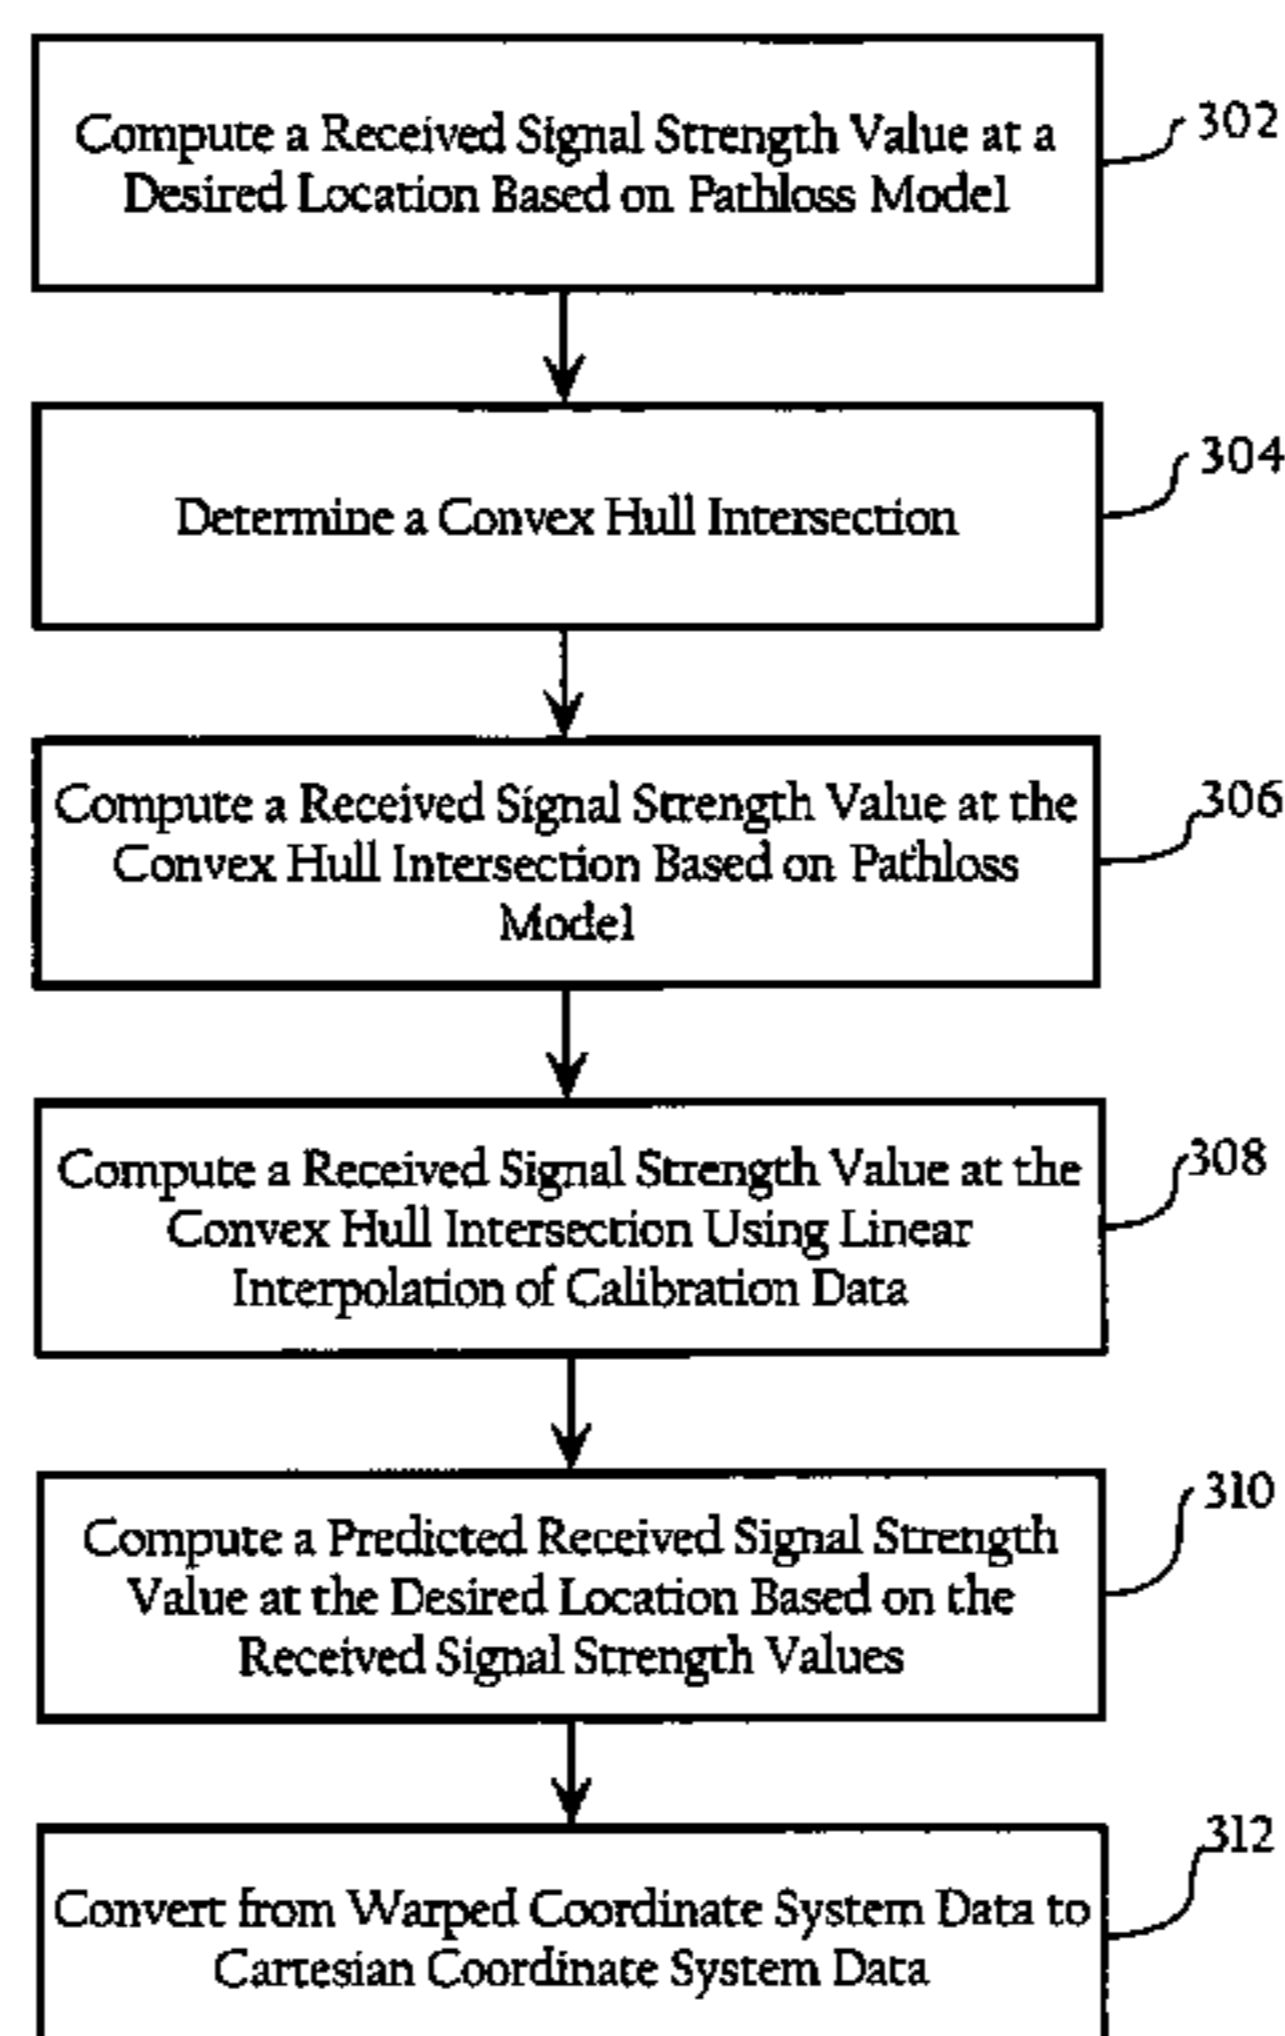 Compute a Received Signal Strength Value at a
Desired Location Based on Pathloss Model
302
Determine a Convex Hull Intersection
304
Compute a Received Signal Strength Value at the
Convex Hull Intersection Based on Pathloss
Model
306
Compute a Received Signal Strength Value at the
Convex Hull Intersection Using Linear
Interpolation of Calibration Data
308
Compute a Predicted Received Signal Strength
Value at the Desired Location Based on the
Received Signal Strength Values
310
Convert from Warped Coordinate System Data to
Cartesian Coordinate System Data
312